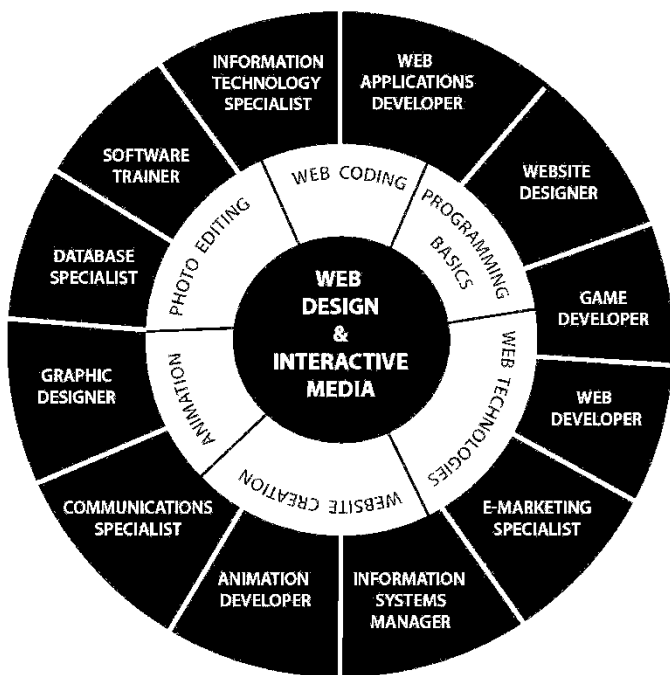 WEB
DESIGN
&
INTERACTIVE
MEDIA
WEB CODING
PROGRAMMING
BASICS
WEB TECHNOLOGIES
WEBSITE CREATION
ANIMATION
PHOTO EDITING
WEB
APPLICATIONS
DEVELOPER
WEBSITE
DESIGNER
GAME
DEVELOPER
WEB
DEVELOPER
E-MARKETING
SPECIALIST
INFORMATION
SYSTEMS
MANAGER
ANIMATION
DEVELOPER
COMMUNICATIONS
SPECIALIST
GRAPHIC
DESIGNER
DATABASE
SPECIALIST
SOFTWARE
TRAINER
INFORMATION
TECHNOLOGY
SPECIALIST